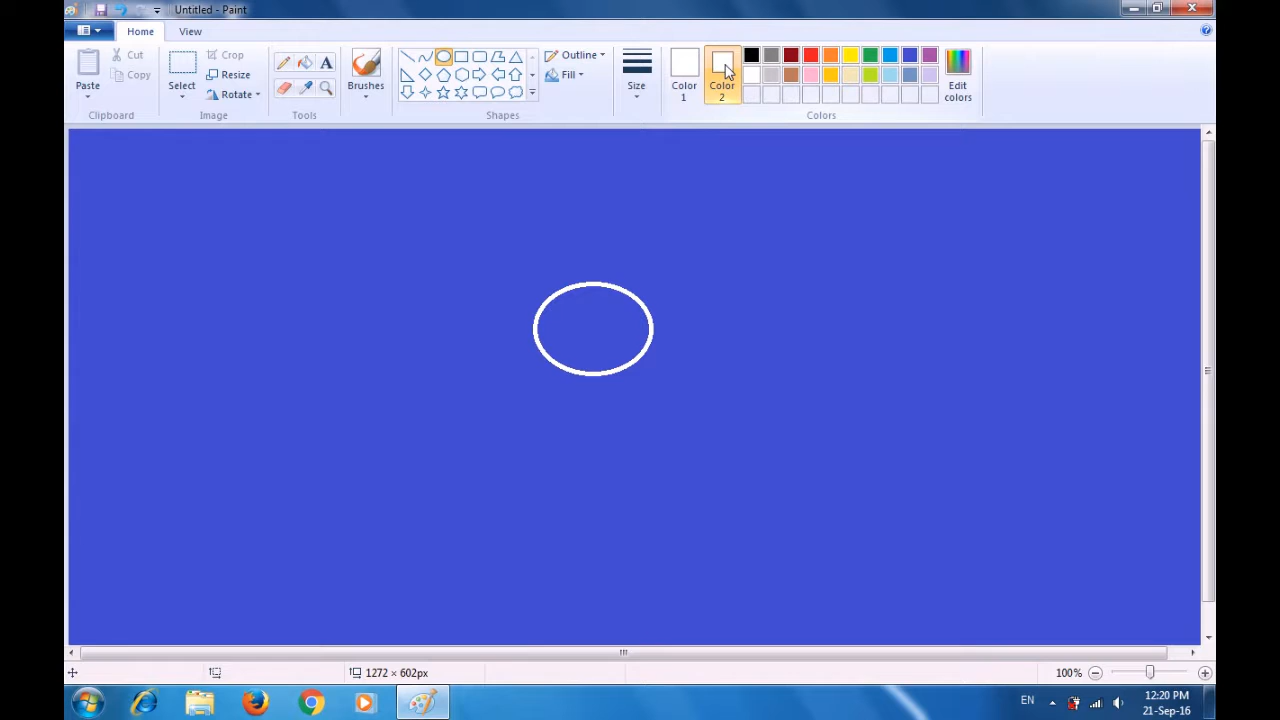 Untitled - Paint
Home View
Paste
Cut
Copy
Clipboard
Select
Crop
Resize
Rotate
Image
A
Tools
Brushes
Outline
Fill
Shapes
Size
Color
1
Color
2
Edit
colors
Colors
1272 × 602px
100%
EN
12:20 PM
21-Sep-16